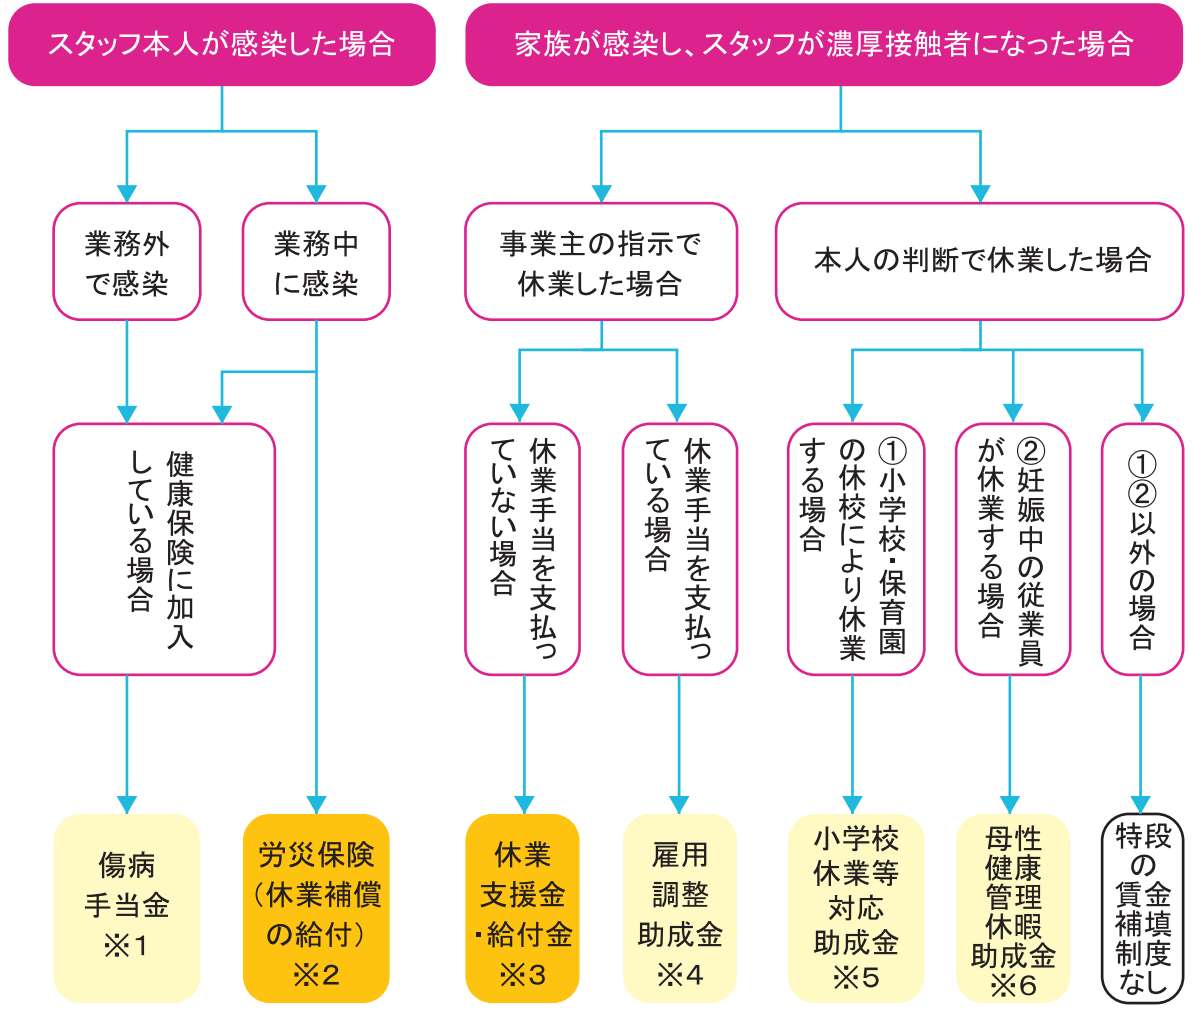 スタッフ本人が感染した場合
家族が感染し、スタッフが濃厚接触者になった場合
業務外
で感染
業務中
に感染
事業主の指示で
休業した場合
本人の判断で休業した場合
健康保険に加入
している場合
休業手当を支払っ
ていない場合
休業手当を支払っ
ている場合
①小学校・保育園
の休校により休業
する場合
②妊娠中の従業員
が休業する場合
①②以外の場合
傷病
手当金
※1
労災保険
（休業補償
の給付）
※2
休業
支援金
・給付金
※3
雇用
調整
助成金
※4
小学校
休業等
対応
助成金
※5
母性
健康
管理
休暇
助成金
※6
特段
の
賃金
補填
制度
なし